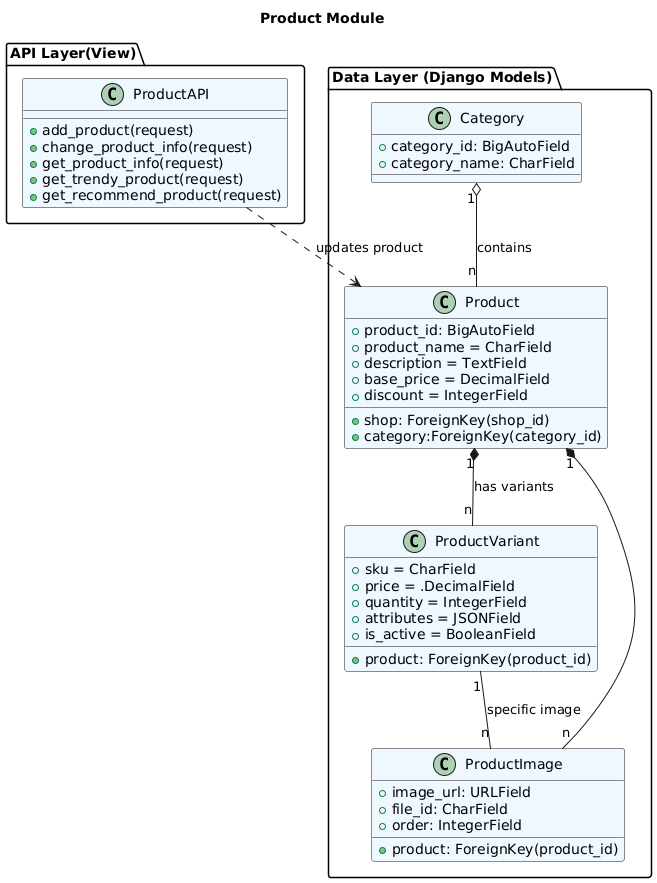 Product Module
API Layer(View)
C ProductAPI
add_product(request)
change_product_info(request)
get_product_info(request)
get_trendy_product(request)
get_recommend_product(request)
Data Layer (Django Models)
C Category
category_id: BigAutoField
category_name: CharField
1
updates product
contains
n
C Product
product_id: BigAutoField
product_name = CharField
description = TextField
base_price = DecimalField
discount = IntegerField
shop: ForeignKey(shop_id)
category:ForeignKey(category_id)
1
1
has variants
n
C ProductVariant
sku = CharField
price = .DecimalField
quantity = IntegerField
attributes = JSONField
is_active = BooleanField
product: ForeignKey(product_id)
1
specific image
n
n
C ProductImage
image_url: URLField
file_id: CharField
order: IntegerField
product: ForeignKey(product_id)